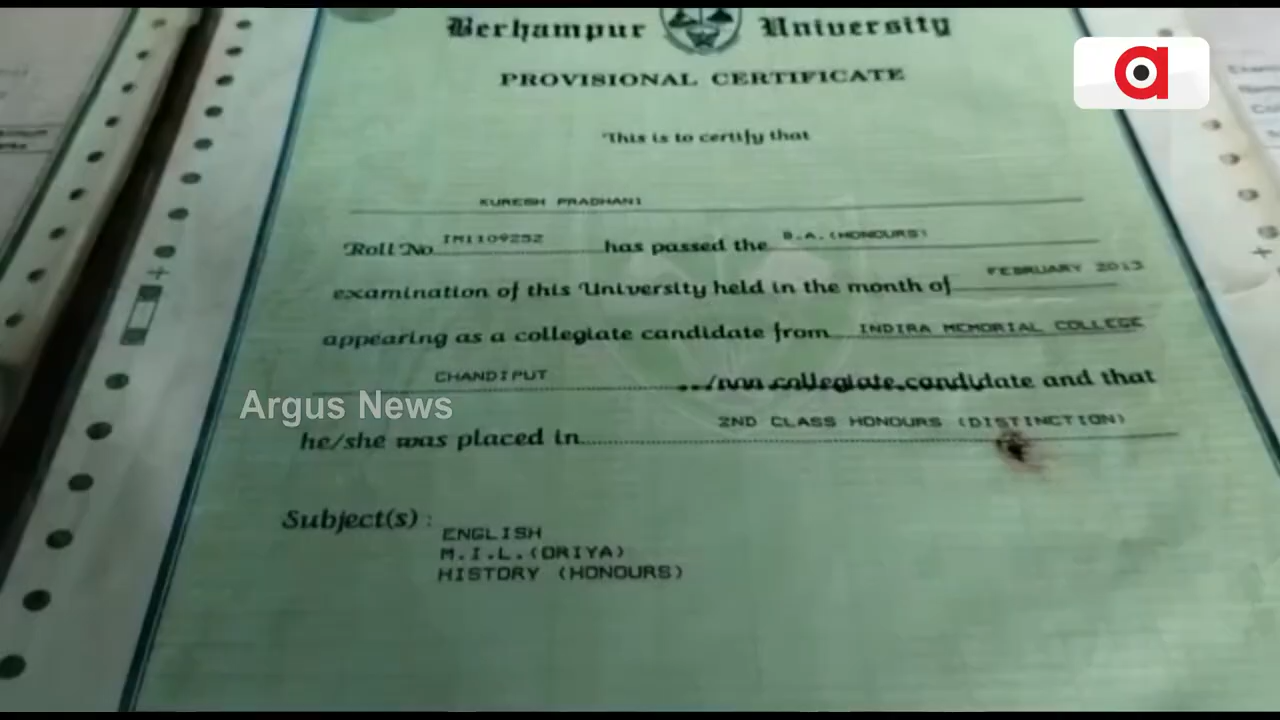 Berhampur University
PROVISIONAL CERTIFICATE
This is to certify that
KURESH PRADHANI
Roll No IM1109252 has passed the B.A.(HONOURS)
examination of this University held in the month of FEBRUARY 2013
appearing as a collegiate candidate from INDIRA MEMORIAL COLLEGE
CHANDIPUT /non collegiate candidate and that
Argus News
he/she was placed in 2ND CLASS HONOURS (DISTINCTION)
Subject(s) :
ENGLISH
M.I.L.(ORIYA)
HISTORY (HONOURS)